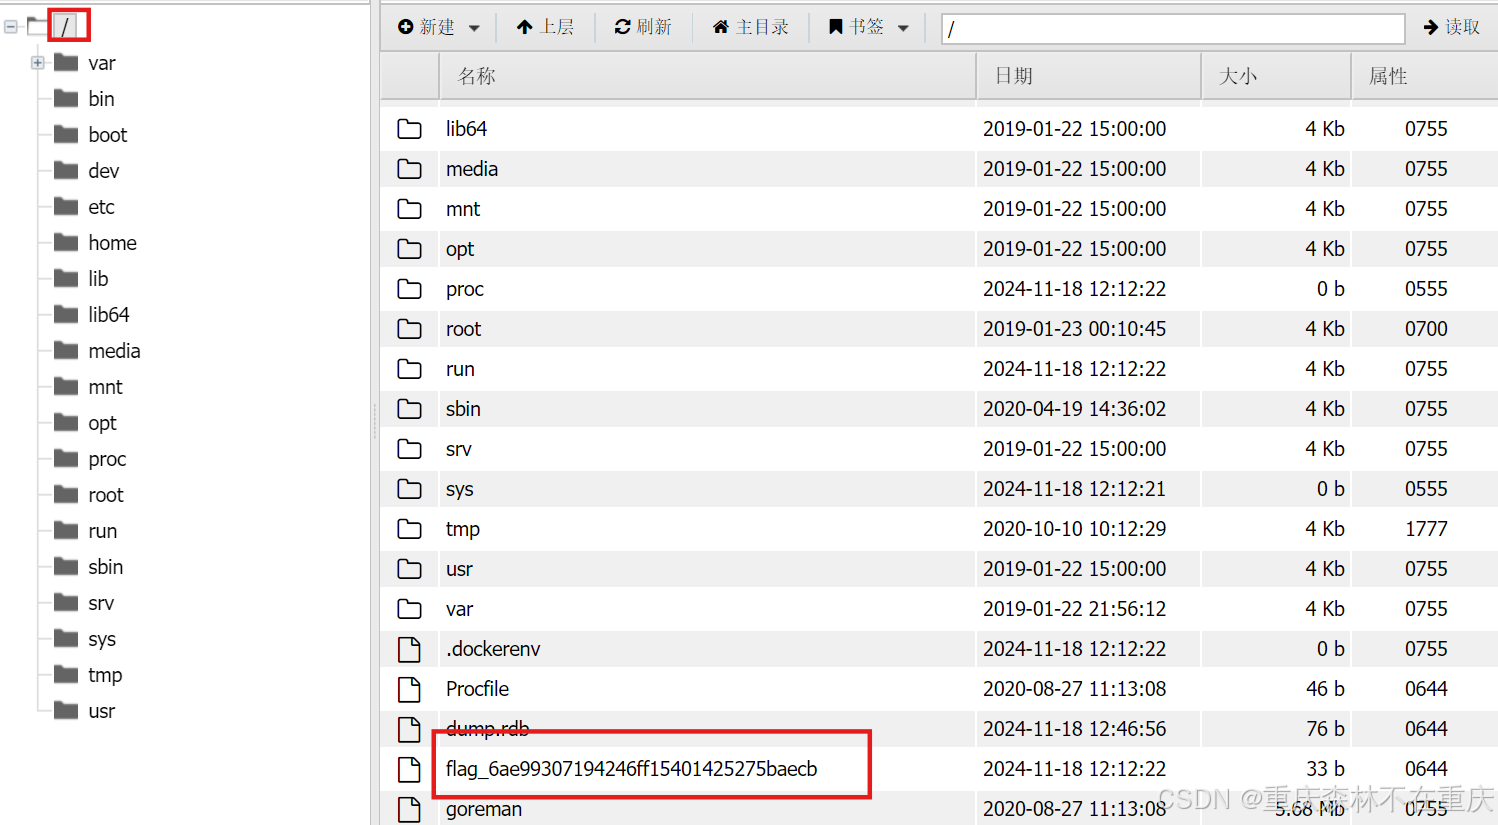 /
var
bin
boot
dev
etc
home
lib
lib64
media
mnt
opt
proc
root
run
sbin
srv
sys
tmp
usr
新建 上层 刷新 主目录 书签 / 读取
名称 日期 大小 属性
lib64 2019-01-22 15:00:00 4 Kb 0755
media 2019-01-22 15:00:00 4 Kb 0755
mnt 2019-01-22 15:00:00 4 Kb 0755
opt 2019-01-22 15:00:00 4 Kb 0755
proc 2024-11-18 12:12:22 0 b 0555
root 2019-01-23 00:10:45 4 Kb 0700
run 2024-11-18 12:12:22 4 Kb 0755
sbin 2020-04-19 14:36:02 4 Kb 0755
srv 2019-01-22 15:00:00 4 Kb 0755
sys 2024-11-18 12:12:21 0 b 0555
tmp 2020-10-10 10:12:29 4 Kb 1777
usr 2019-01-22 15:00:00 4 Kb 0755
var 2019-01-22 21:56:12 4 Kb 0755
.dockerenv 2024-11-18 12:12:22 0 b 0755
Procfile 2020-08-27 11:13:08 46 b 0644
dump.rdb 2024-11-18 12:46:56 76 b 0644
flag_6ae99307194246ff15401425275baecb 2024-11-18 12:12:22 33 b 0644
goreman 2020-08-27 11:13:08 5.68 Mb 0755
CSDN @重庆森林不在重庆